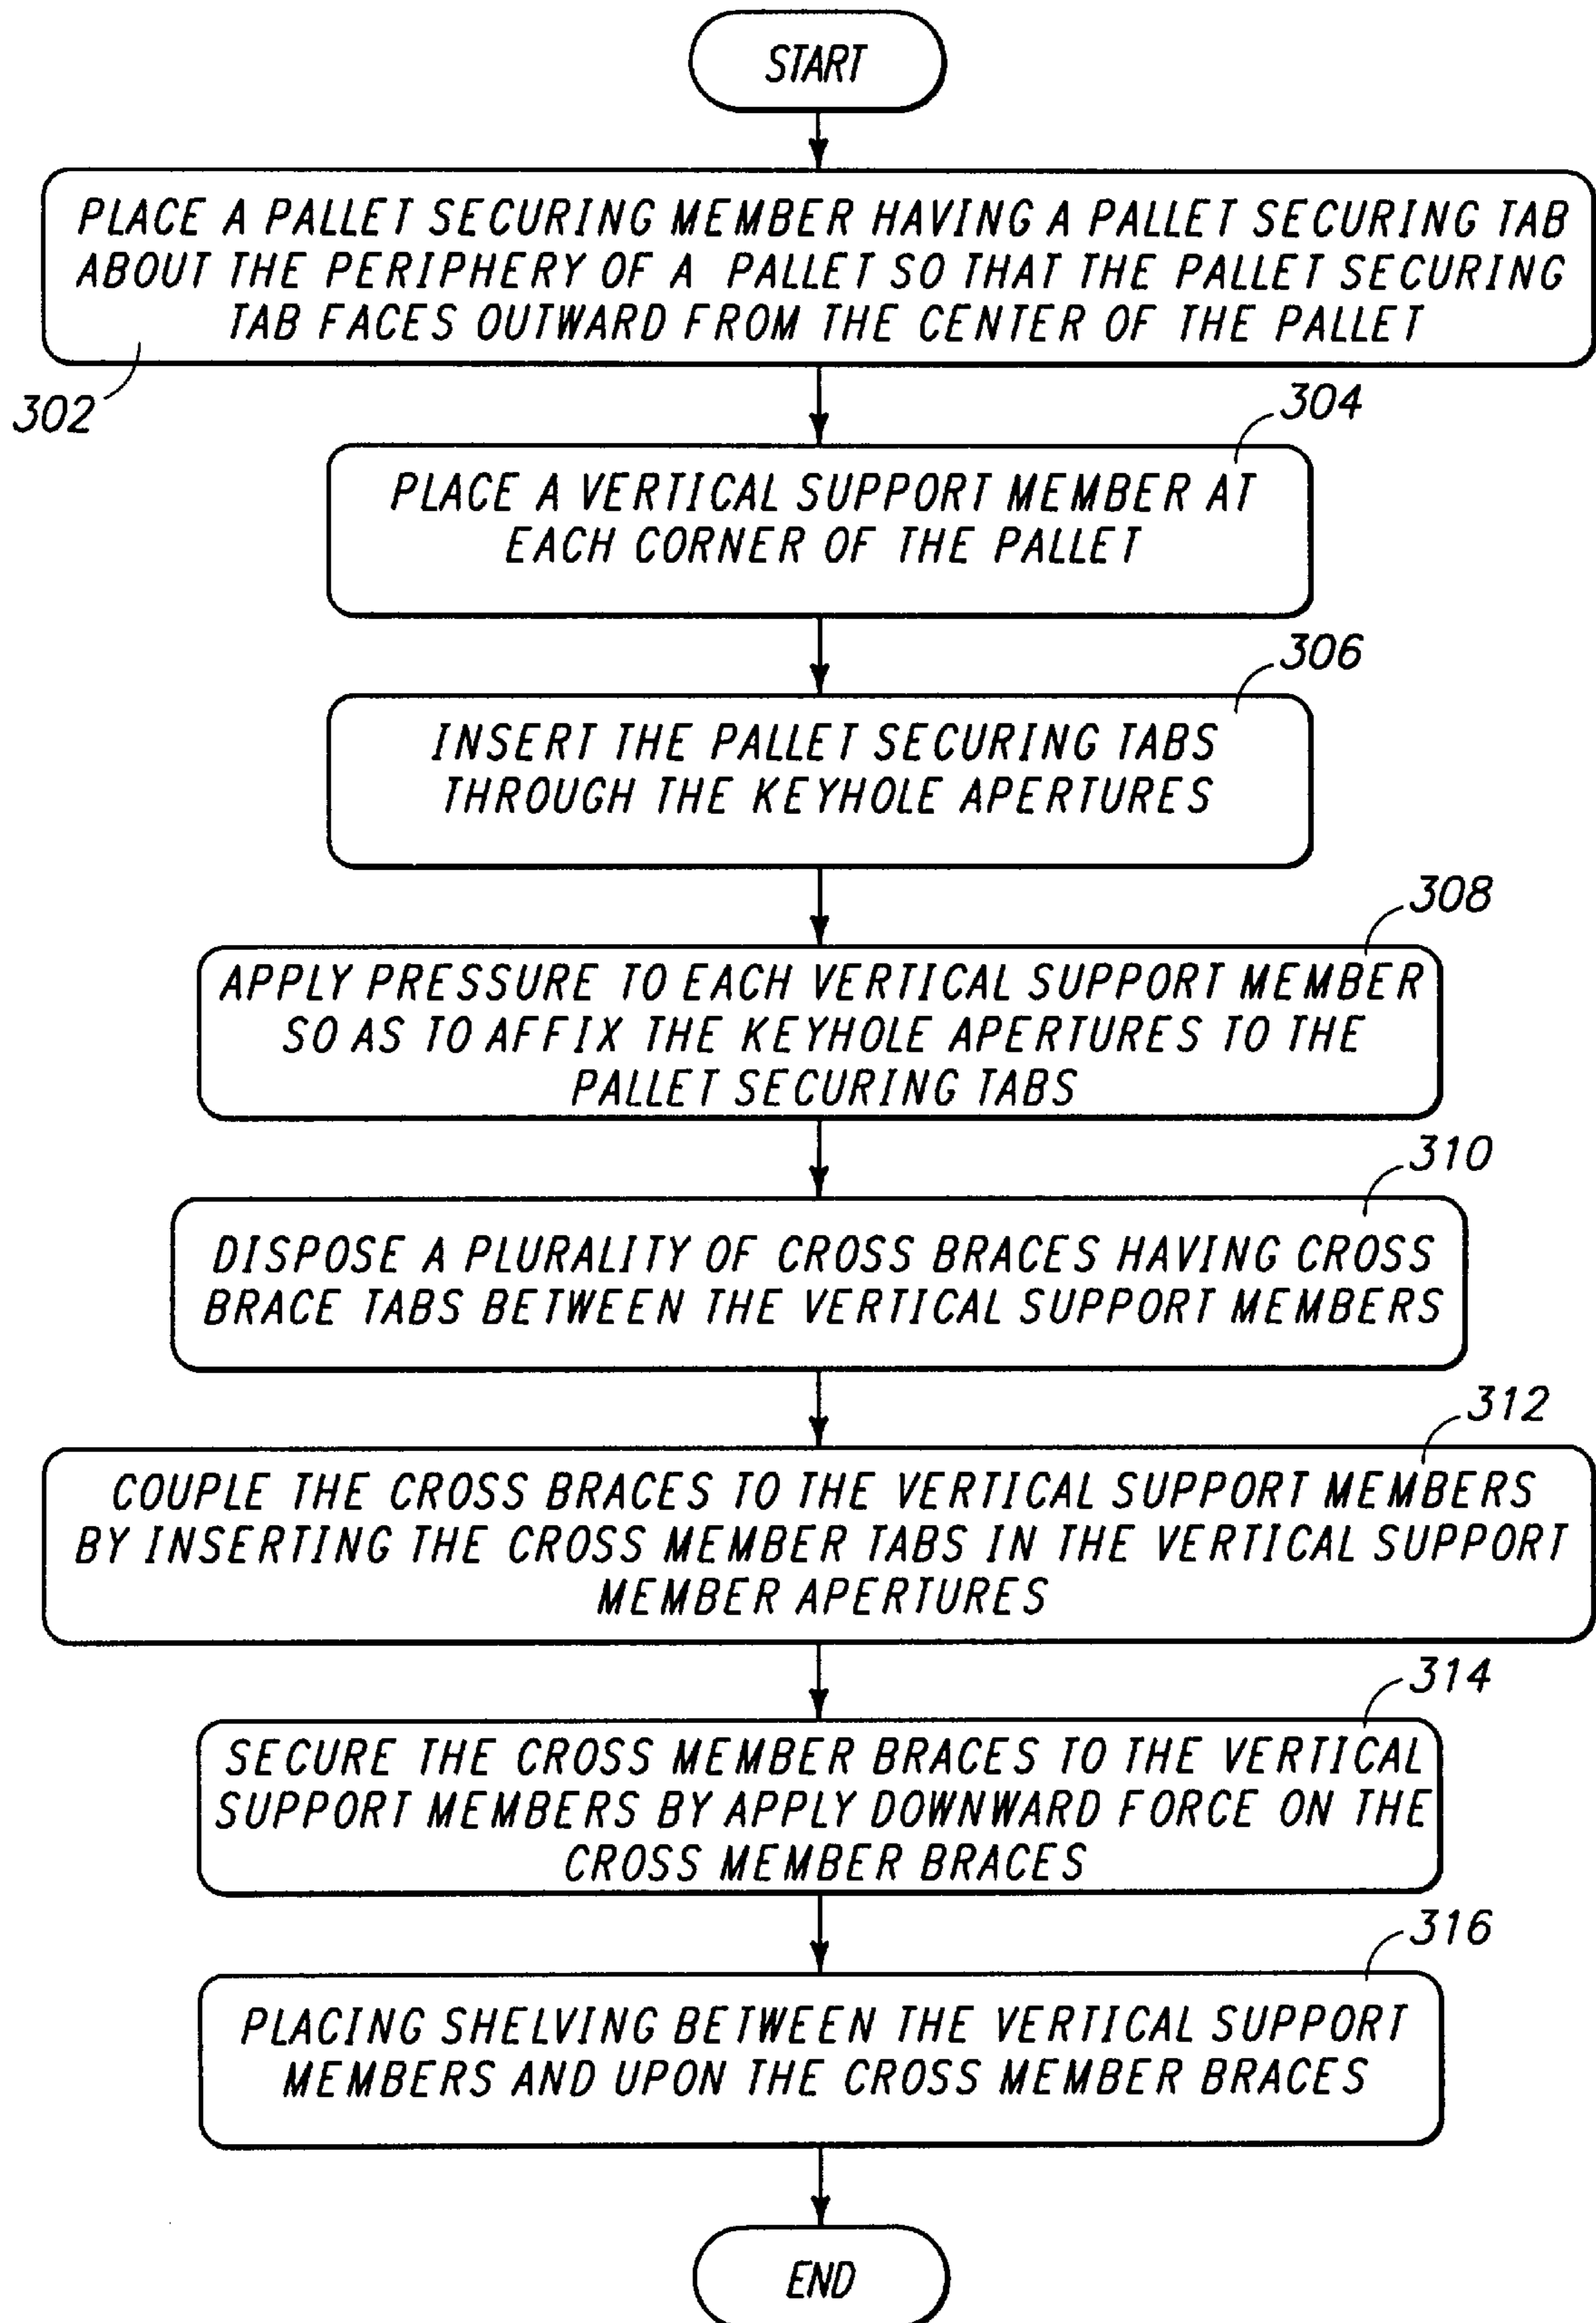 START
PLACE A PALLET SECURING MEMBER HAVING A PALLET SECURING TAB
ABOUT THE PERIPHERY OF A PALLET SO THAT THE PALLET SECURING
TAB FACES OUTWARD FROM THE CENTER OF THE PALLET
302
304
PLACE A VERTICAL SUPPORT MEMBER AT
EACH CORNER OF THE PALLET
306
INSERT THE PALLET SECURING TABS
THROUGH THE KEYHOLE APERTURES
308
APPLY PRESSURE TO EACH VERTICAL SUPPORT MEMBER
SO AS TO AFFIX THE KEYHOLE APERTURES TO THE
PALLET SECURING TABS
310
DISPOSE A PLURALITY OF CROSS BRACES HAVING CROSS
BRACE TABS BETWEEN THE VERTICAL SUPPORT MEMBERS
312
COUPLE THE CROSS BRACES TO THE VERTICAL SUPPORT MEMBERS
BY INSERTING THE CROSS MEMBER TABS IN THE VERTICAL SUPPORT
MEMBER APERTURES
314
SECURE THE CROSS MEMBER BRACES TO THE VERTICAL
SUPPORT MEMBERS BY APPLY DOWNWARD FORCE ON THE
CROSS MEMBER BRACES
316
PLACING SHELVING BETWEEN THE VERTICAL SUPPORT
MEMBERS AND UPON THE CROSS MEMBER BRACES
END